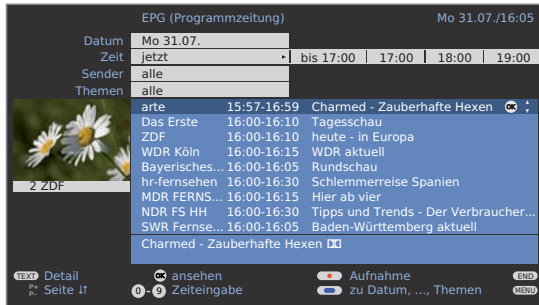 EPG (Programmzeitung) Mo 31.07./16:05
Datum Mo 31.07.
Zeit jetzt bis 17:00 17:00 18:00 19:00
Sender alle
Themen alle
arte 15:57-16:59 Charmed - Zauberhafte Hexen OK
Das Erste 16:00-16:10 Tagesschau
ZDF 16:00-16:10 heute - in Europa
WDR Köln 16:00-16:15 WDR aktuell
Bayerisches... 16:00-16:05 Rundschau
hr-fernsehen 16:00-16:30 Schlemmerreise Spanien
MDR FERNS... 16:00-16:15 Hier ab vier
NDR FS HH 16:00-16:30 Tipps und Trends - Der Verbraucher...
SWR Fernse... 16:00-16:05 Baden-Württemberg aktuell
2 ZDF
Charmed - Zauberhafte Hexen
TEXT Detail OK ansehen Aufnahme END
P+ P- Seite 0-9 Zeiteingabe zu Datum, ..., Themen MENU